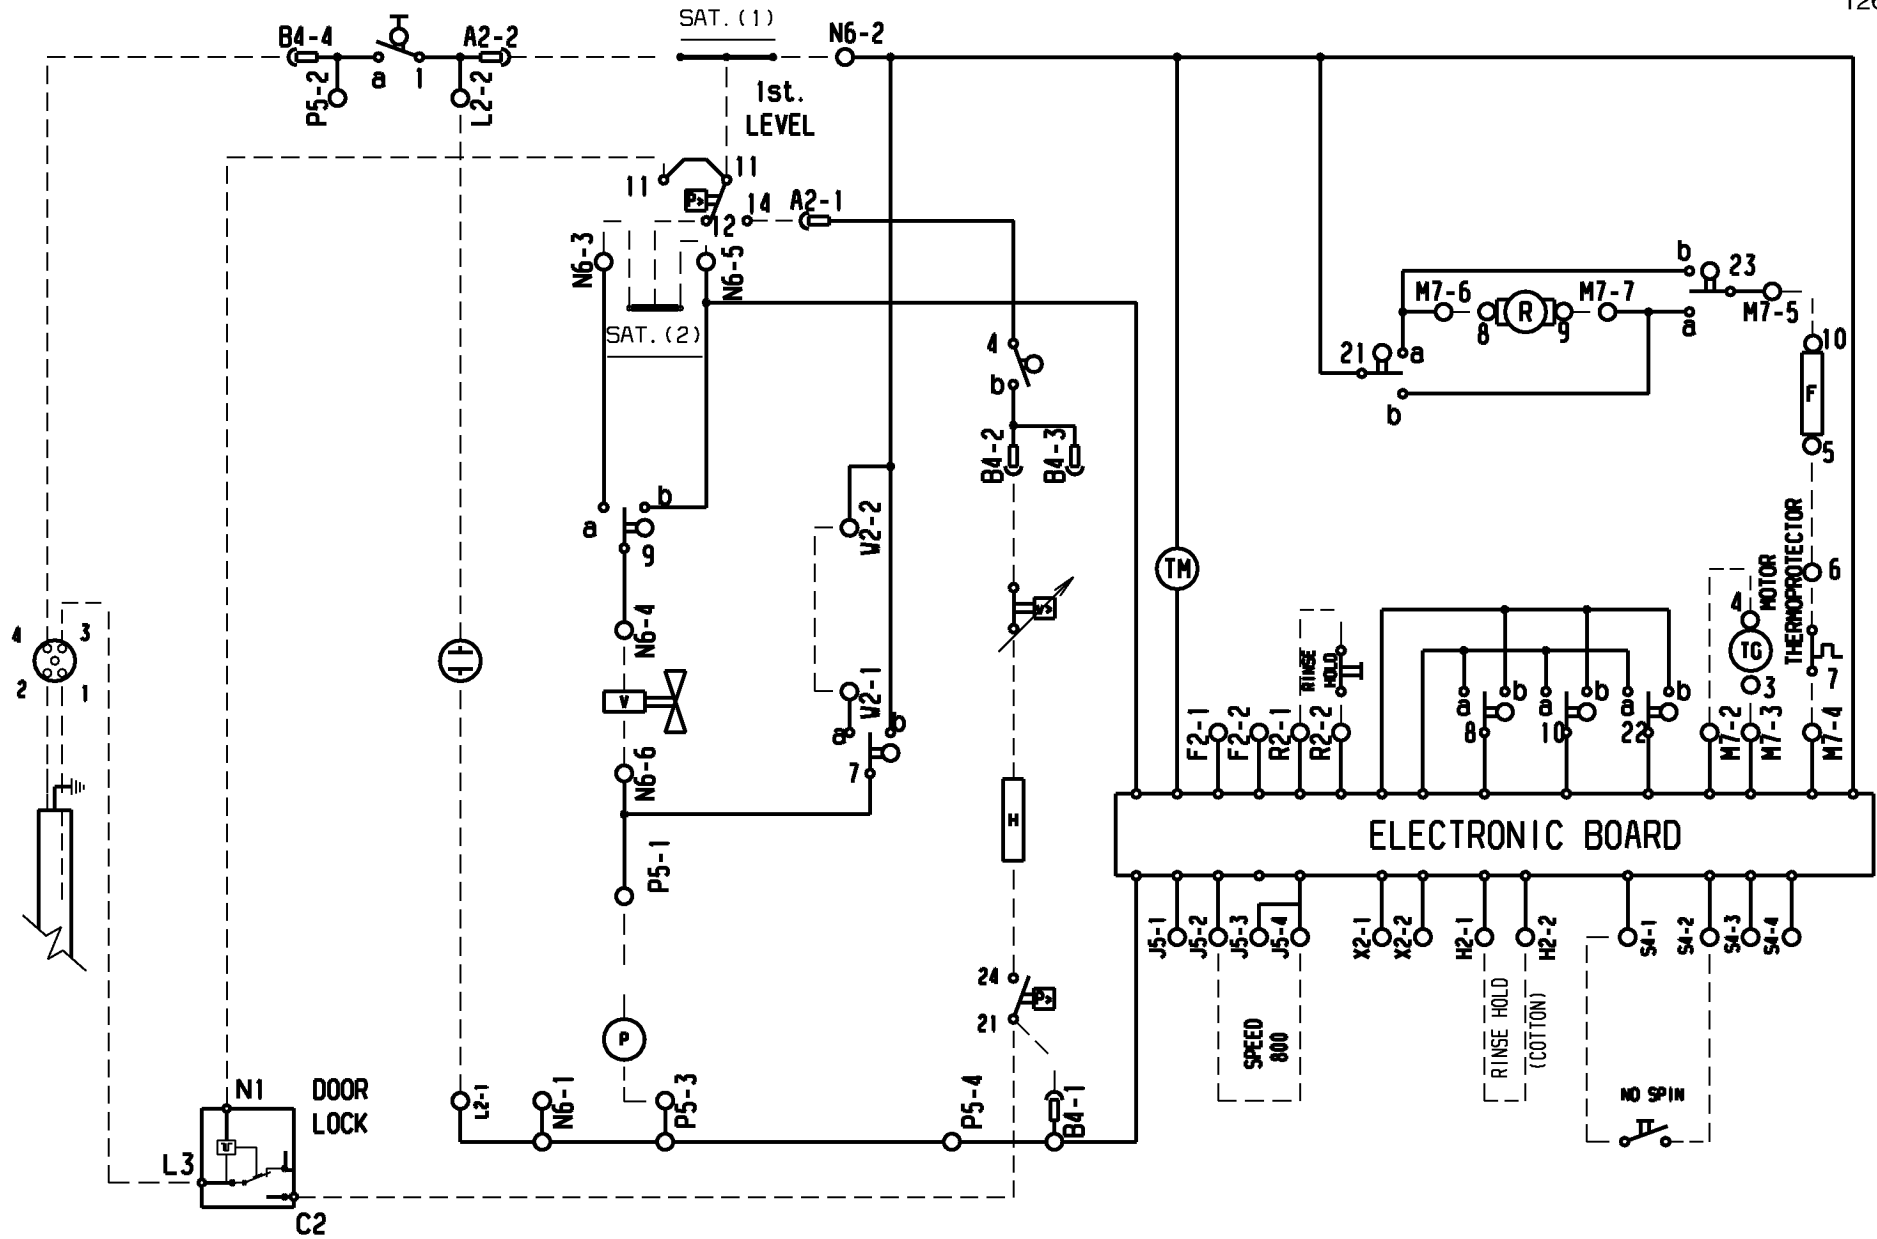 126
SAT.(1)
B4-4
A2-2
N6-2
a
1
P5-2
L2-2
1st.
LEVEL
11
11
P>
12
14
A2-1
N6-3
N6-5
SAT.(2)
4
b
B4-2
B4-3
b
23
M7-6
M7-7
M7-5
R
8
9
a
21
a
b
10
F
5
a
b
9
N6-4
W2-2
TM
V
W2-1
N6-6
a
b
7
P5-1
4
3
2
1
RINSE
HOLD
MOTOR
THERMOPROTECTOR
6
4
TG
3
7
a
b
8
a
b
10
a
b
22
F2-1
F2-2
R2-1
R2-2
M7-2
M7-3
M7-4
H
ELECTRONIC BOARD
J5-1
J5-2
J5-3
J5-4
X2-1
X2-2
H2-1
H2-2
S4-1
S4-2
S4-3
S4-4
24
P>
21
P
SPEED
800
RINSE HOLD
(COTTON)
NO SPIN
N1
DOOR
LOCK
L2-1
N6-1
P5-3
P5-4
B4-1
L3
C2